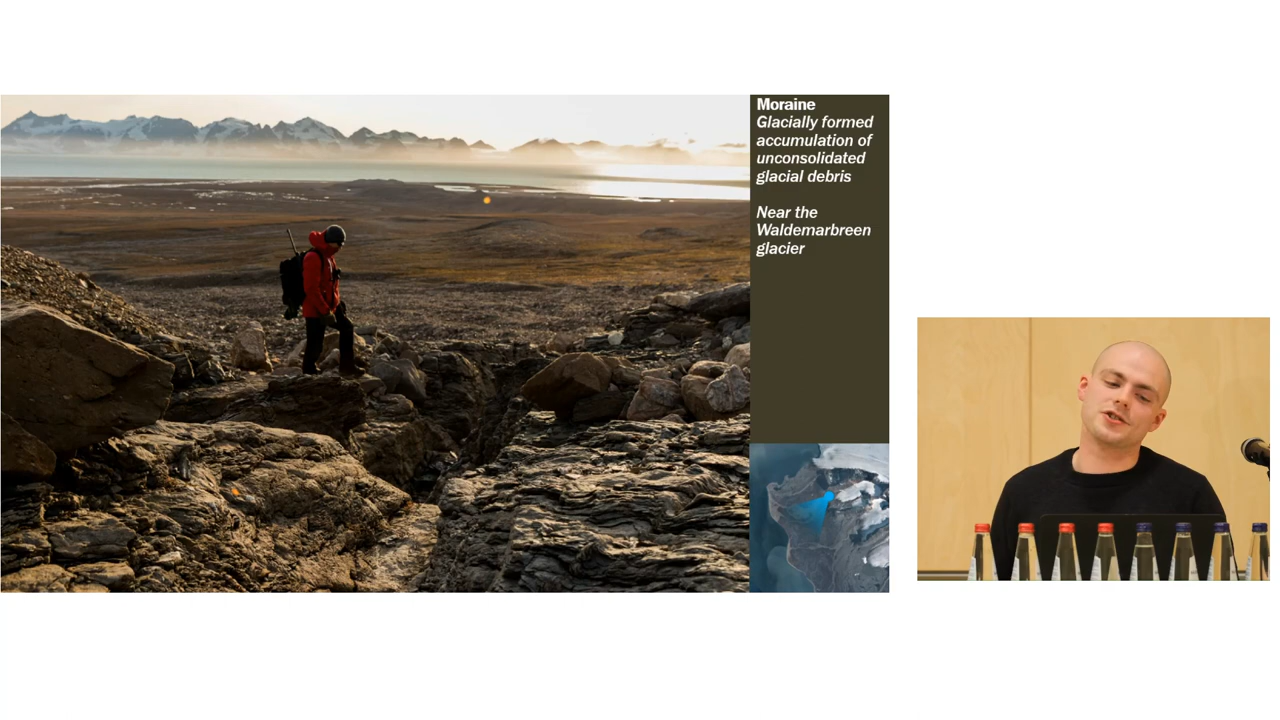 Moraine
Glacially formed
accumulation of
unconsolidated
glacial debris
Near the
Waldemarbreen
glacier